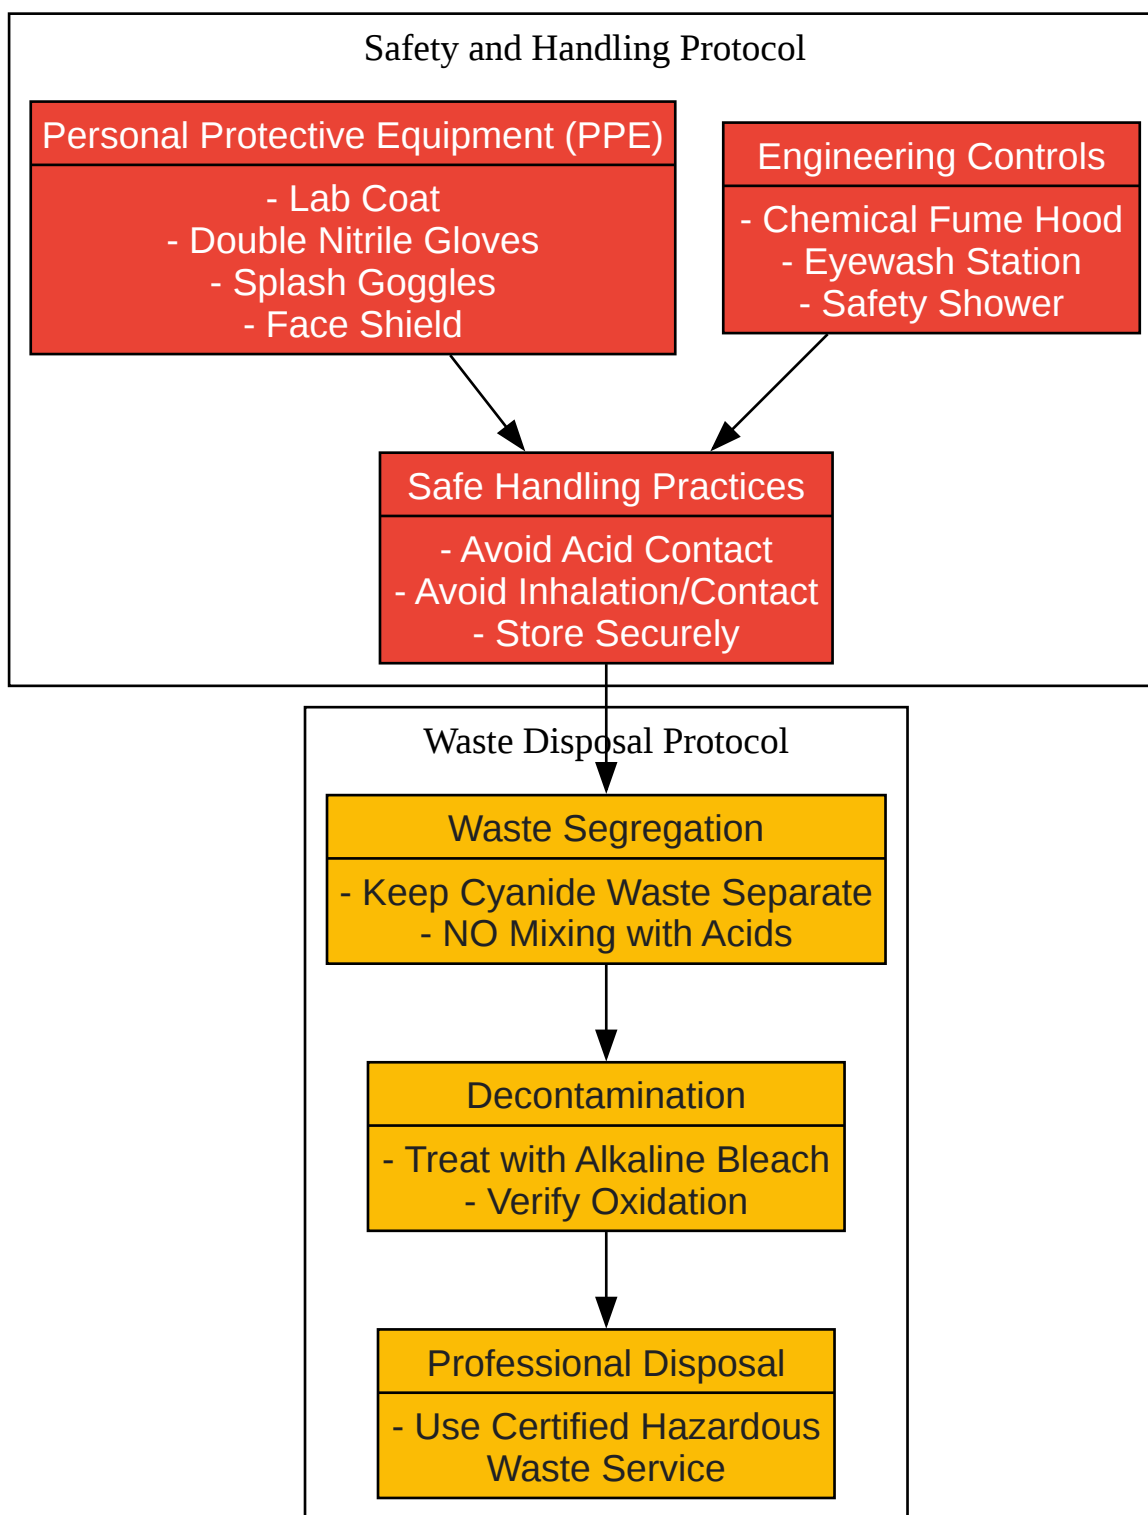 Safety and Handling Protocol
Personal Protective Equipment (PPE)
- Lab Coat
- Double Nitrile Gloves
- Splash Goggles
- Face Shield
Engineering Controls
- Chemical Fume Hood
- Eyewash Station
- Safety Shower
Safe Handling Practices
- Avoid Acid Contact
- Avoid Inhalation/Contact
- Store Securely
Waste Disposal Protocol
Waste Segregation
- Keep Cyanide Waste Separate
- NO Mixing with Acids
Decontamination
- Treat with Alkaline Bleach
- Verify Oxidation
Professional Disposal
- Use Certified Hazardous
Waste Service